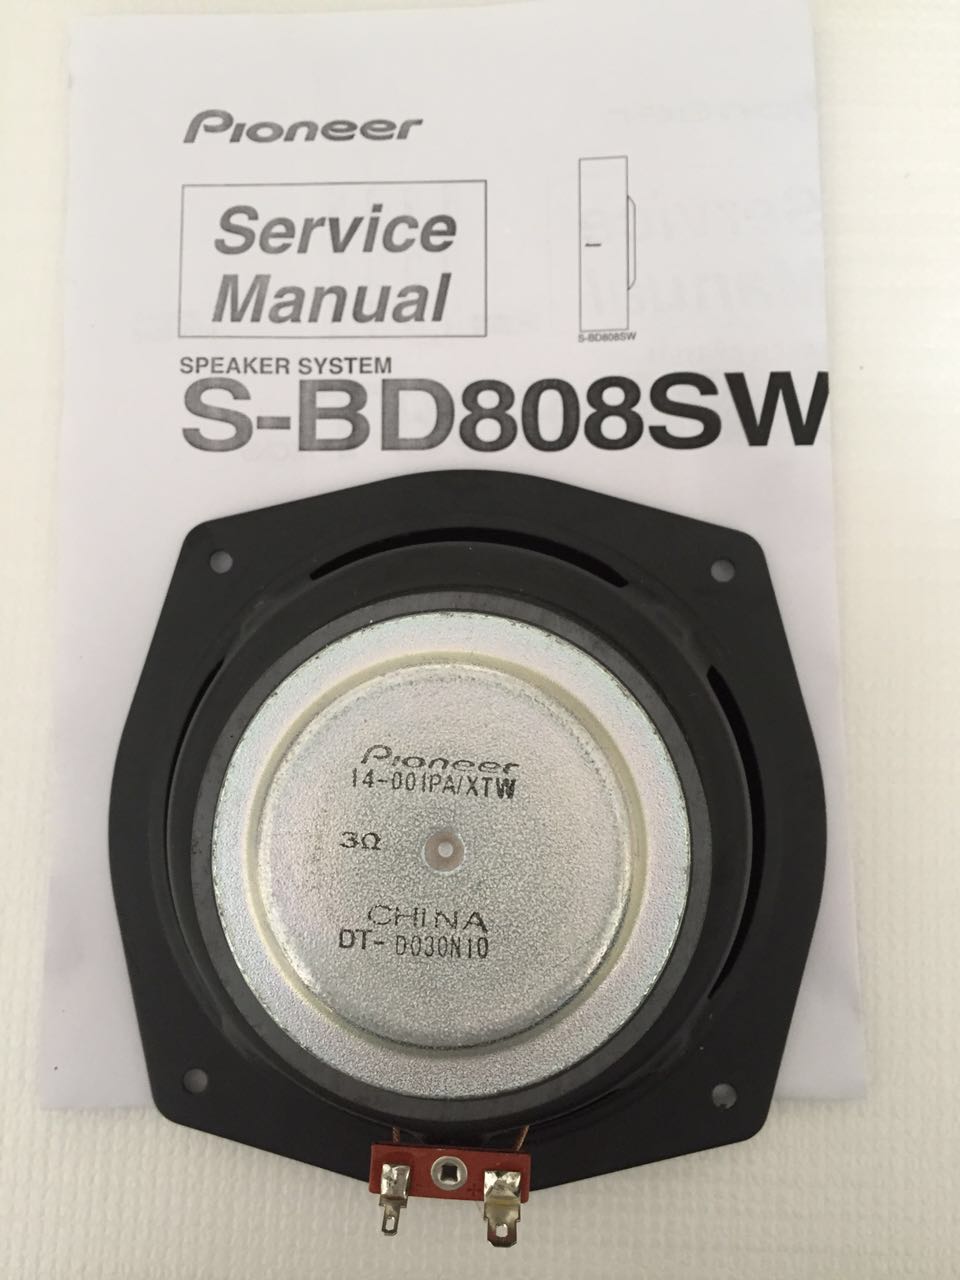 Pioneer
Service
Manual
S-BD808SW
SPEAKER SYSTEM
S-BD808SW
Pioneer
14-001PA/XTW
3Ω
CHINA
DT- D030N10
+